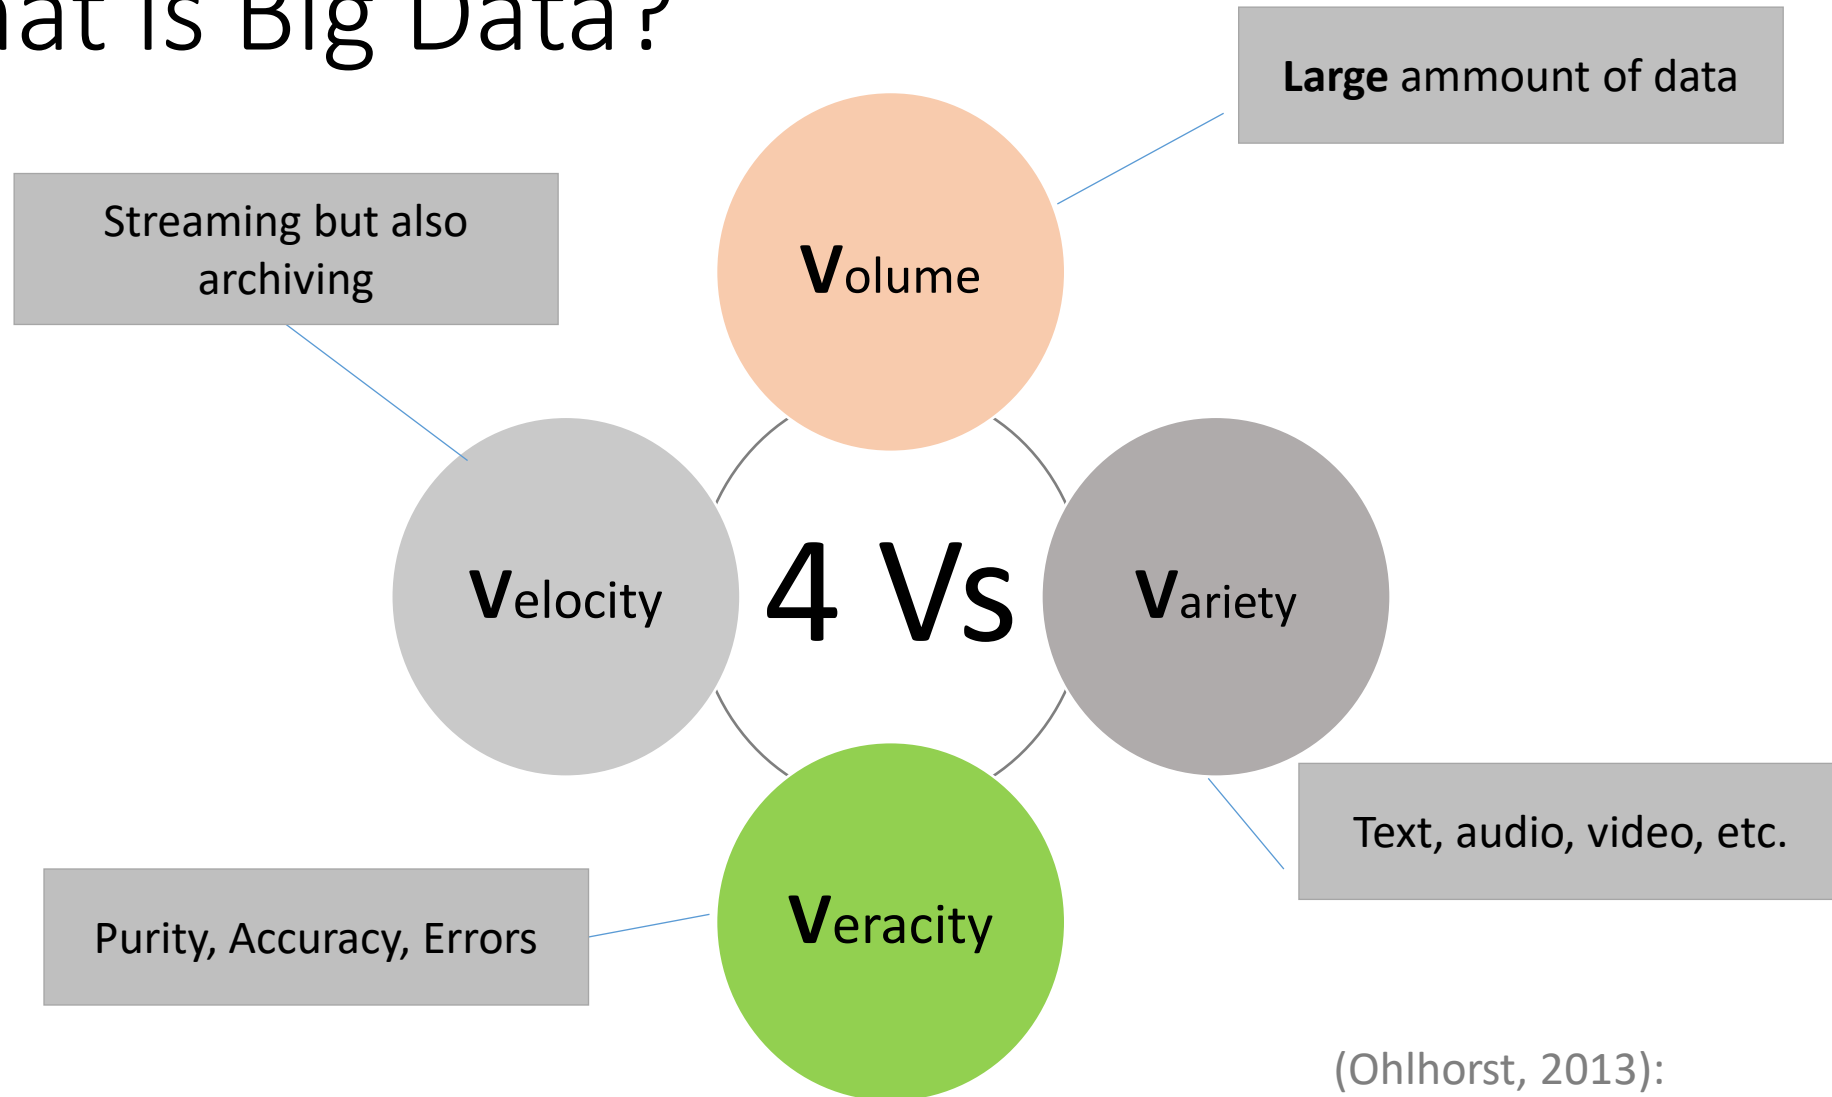 hat is Big Data?
Large ammount of data
Streaming but also
archiving
Volume
Velocity
4 Vs
Variety
Text, audio, video, etc.
Purity, Accuracy, Errors
Veracity
(Ohlhorst, 2013):